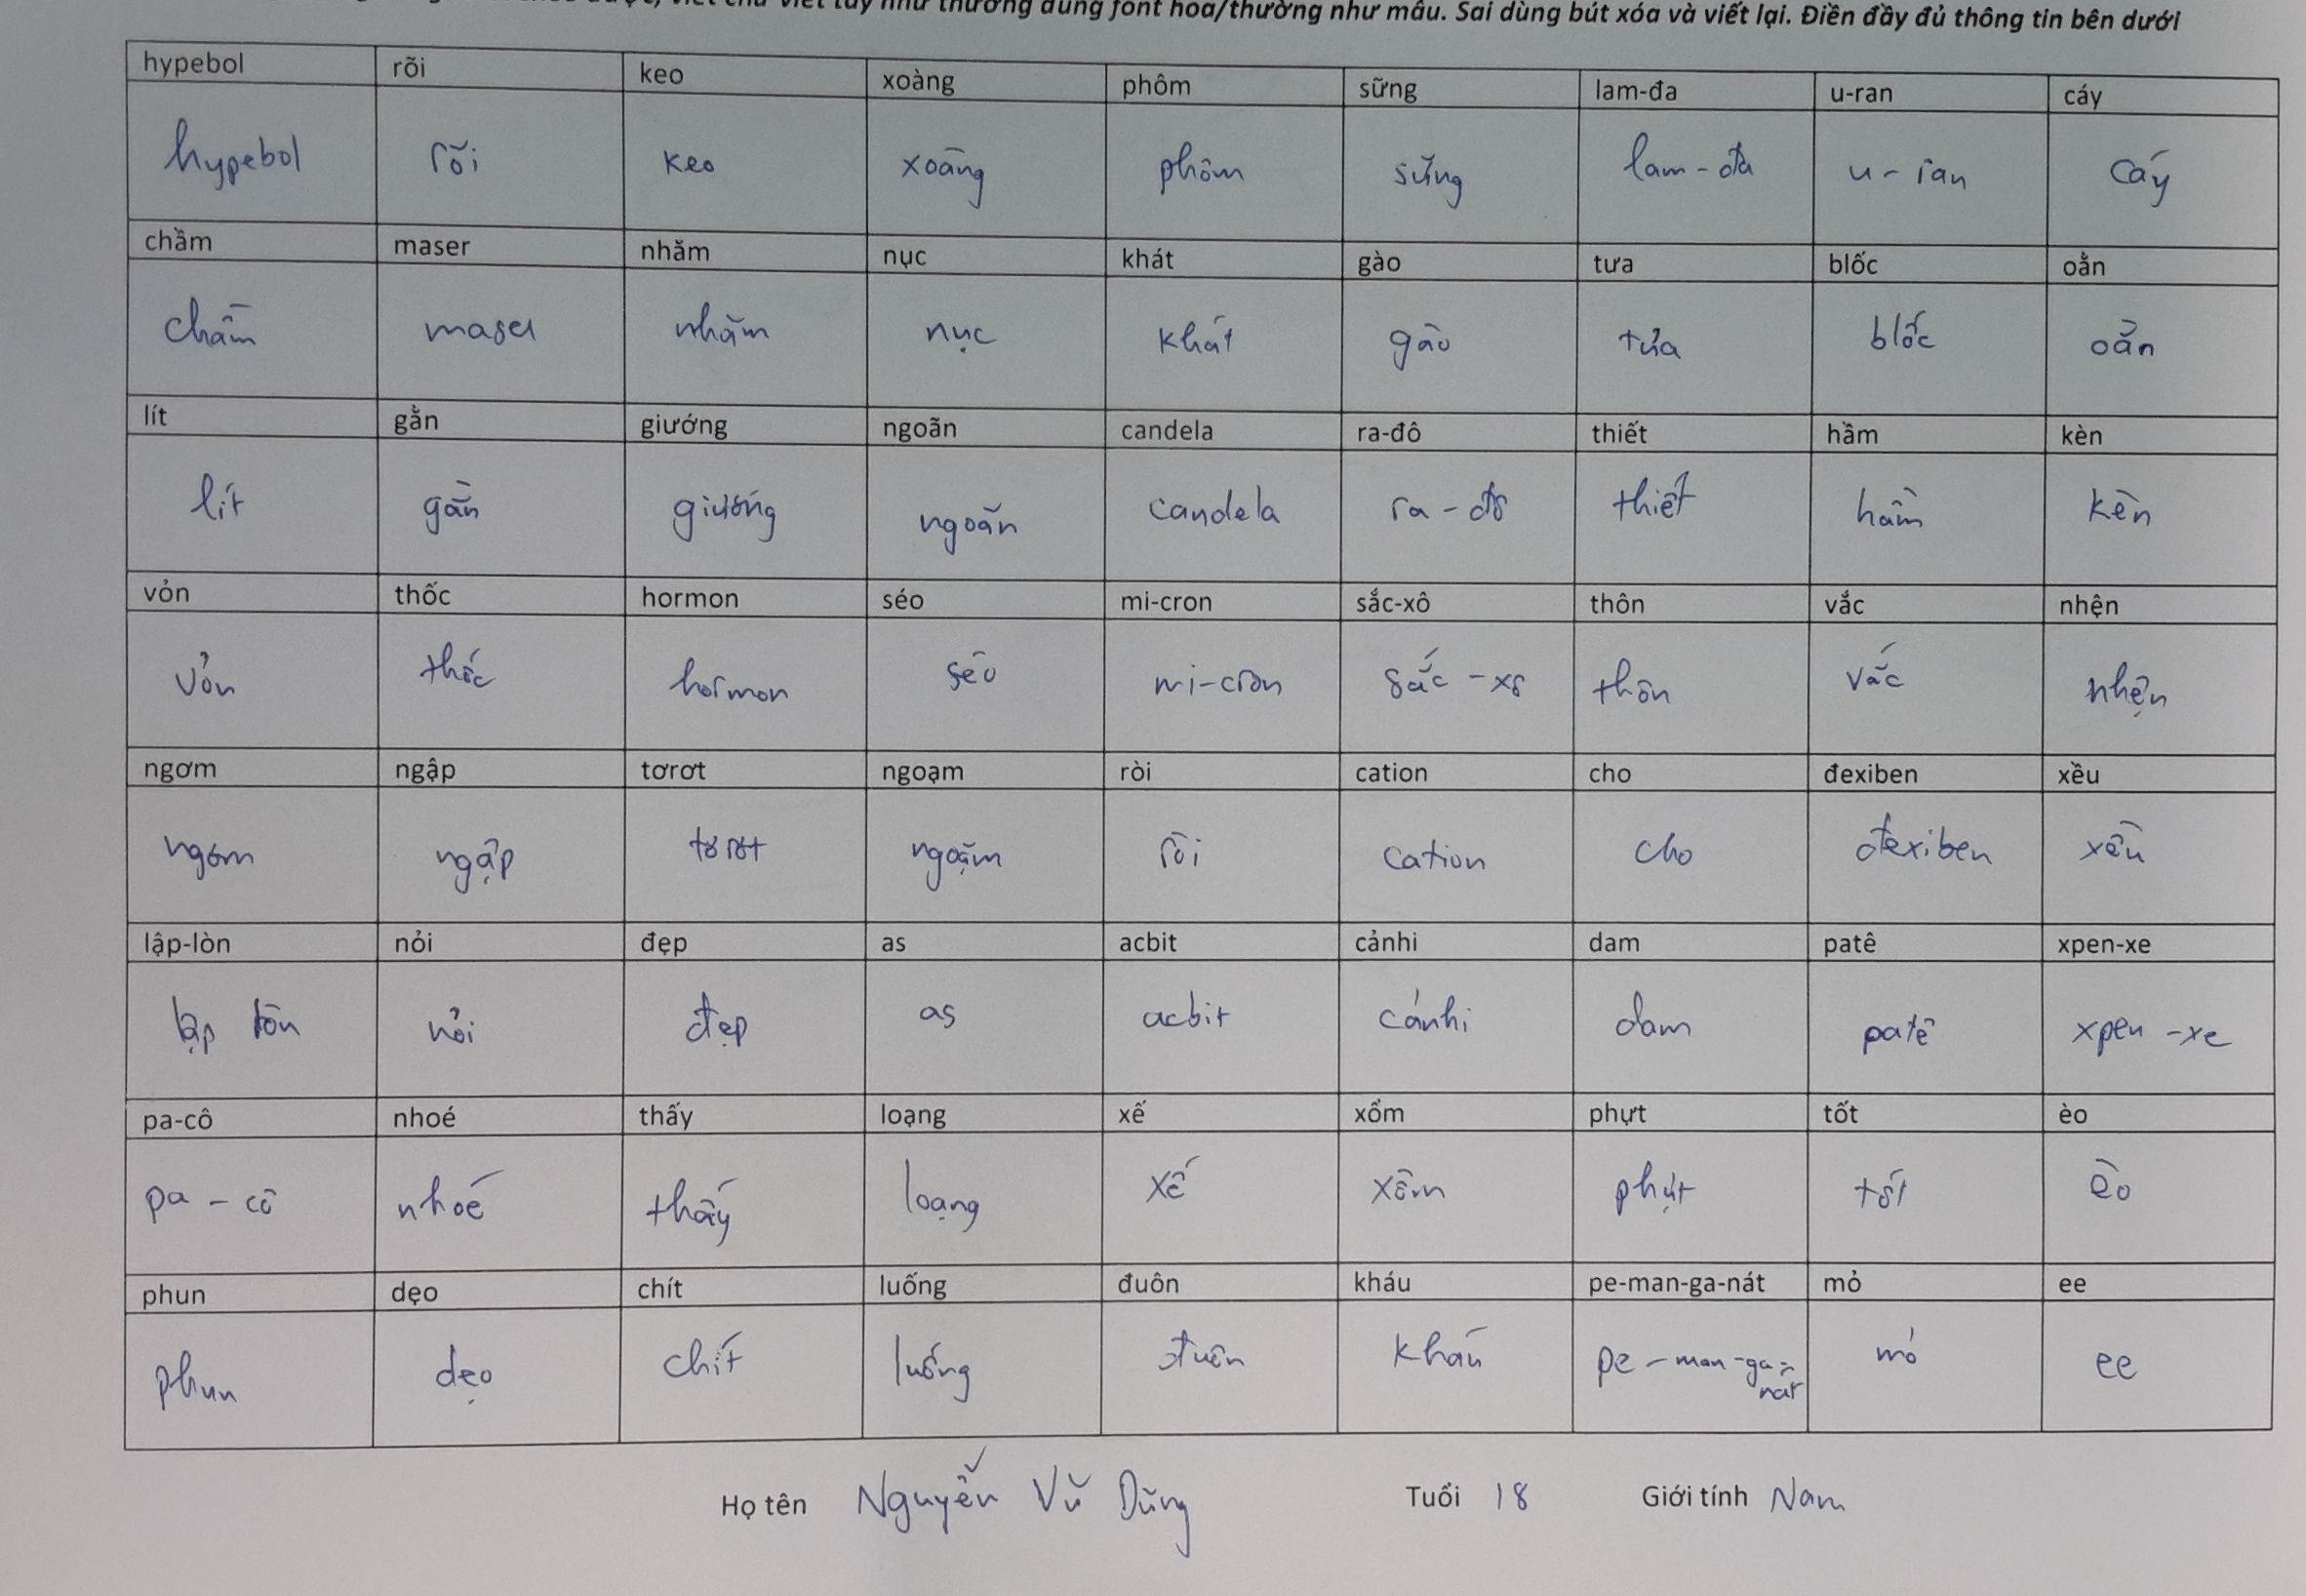 viết chữ viết tay như thường dùng font hoa/thường như mẫu. Sai dùng bút xóa và viết lại. Điền đầy đủ thông tin bên dưới
hypebol rõi keo xoàng phôm sững lam-đa u-ran cáy
hypebol rõi keo xoàng phôm sững lam-đa u-ran cáy
chầm maser nhăm nục khát gào tưa blốc oằn
chầm maser nhăm nục khát gào tưa blốc oằn
lít gằn giướng ngoãn candela ra-đô thiết hầm kèn
lít gằn giướng ngoãn candela ra-đô thiết hầm kèn
vỏn thốc hormon séo mi-cron sắc-xô thôn vắc nhện
vỏn thốc hormon séo mi-cron sắc-xô thôn vắc nhện
ngơm ngập tơrơt ngoạm ròi cation cho đexiben xều
ngơm ngập tơrơt ngoạm ròi cation cho đexiben xều
lập-lòn nỏi đẹp as acbit cảnhi dam patê xpen-xe
lập lòn nỏi đẹp as acbit cảnhi dam patê xpen-xe
pa-cô nhoé thấy loạng xế xổm phựt tốt èo
pa-cô nhoé thấy loạng xế xổm phựt tốt èo
phun dẹo chít luống đuôn kháu pe-man-ga-nát mỏ ee
phun dẹo chít luống đuôn kháu pe-man-ga-nát mỏ ee
Họ tên Nguyễn Vũ Dũng Tuổi 18 Giới tính Nam